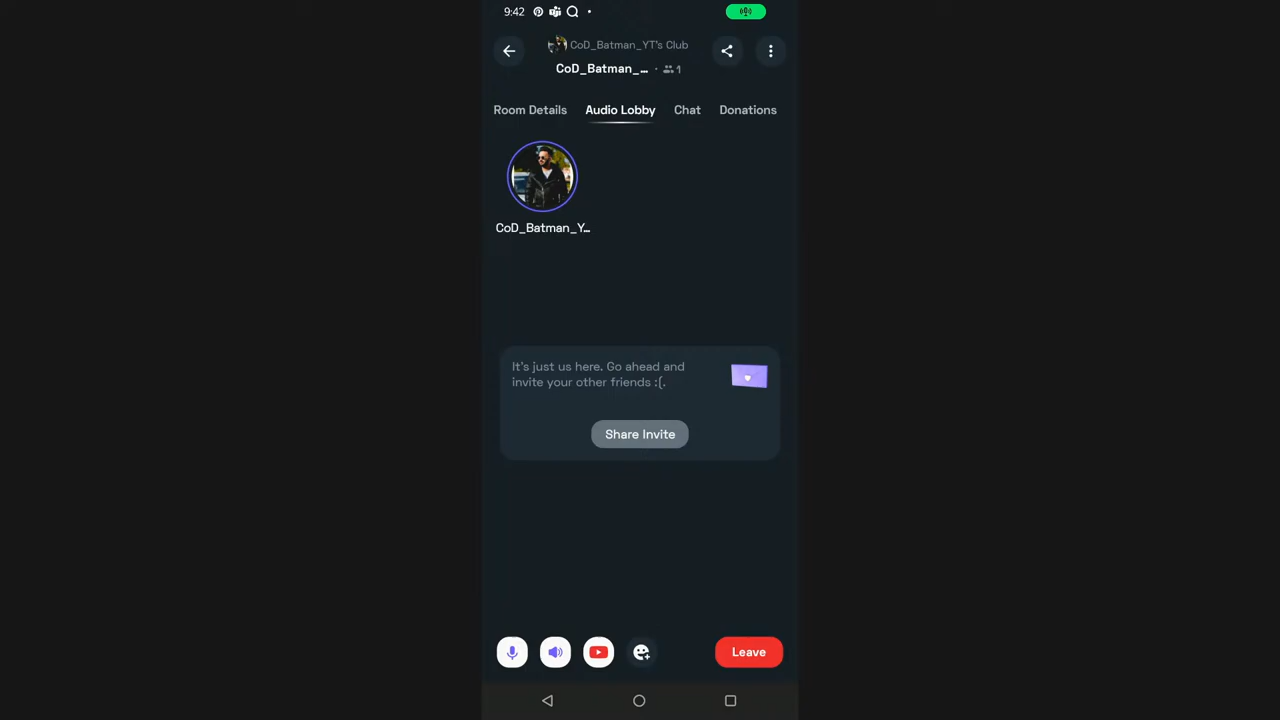 9:42
CoD_Batman_YT's Club
CoD_Batman_... · 1
Room Details Audio Lobby Chat Donations
CoD_Batman_Y...
It's just us here. Go ahead and
invite your other friends :(.
Share Invite
Leave